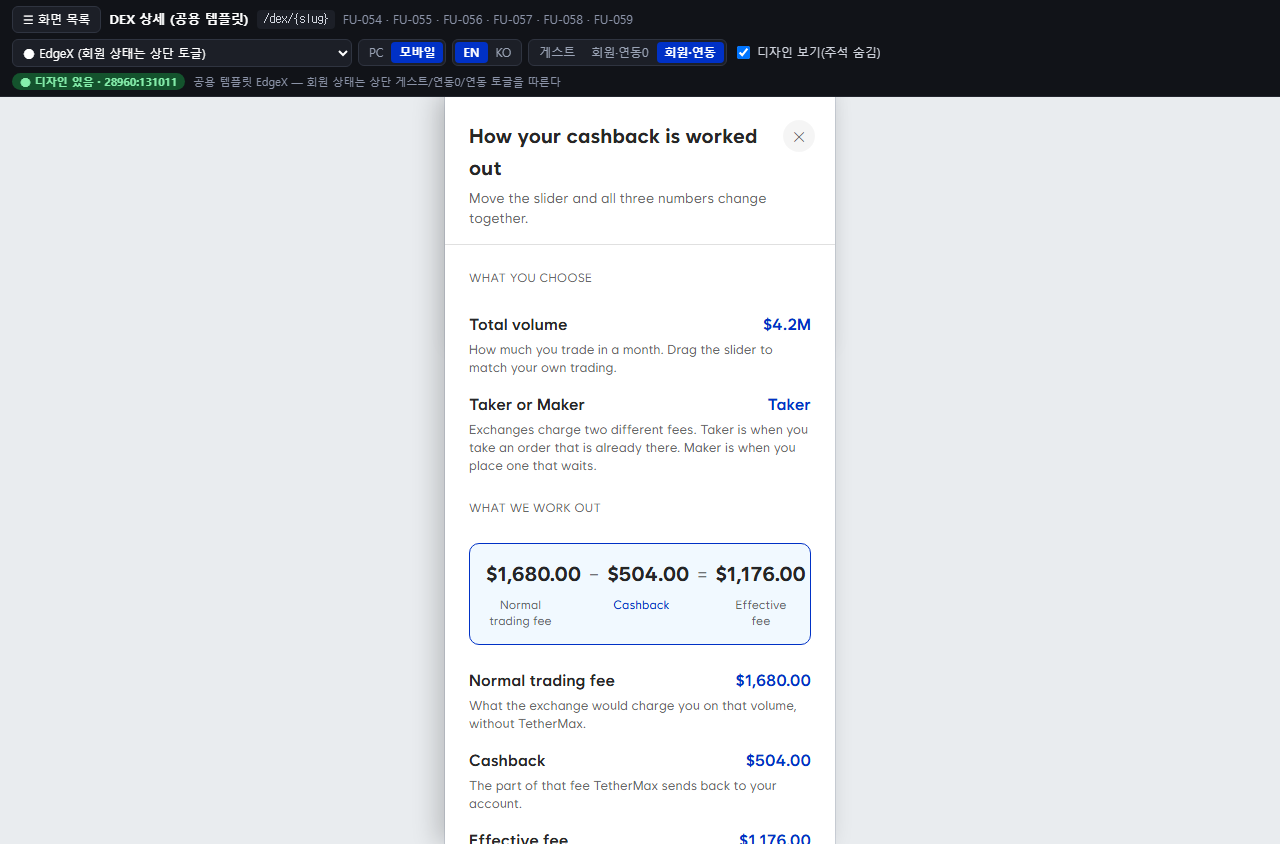 ☰ 화면 목록 DEX 상세 (공용 템플릿) /dex/{slug} FU-054 · FU-055 · FU-056 · FU-057 · FU-058 · FU-059
● EdgeX (회원 상태는 상단 토글) PC 모바일 EN KO 게스트 회원·연동0 회원·연동 디자인 보기(주석 숨김)
● 디자인 있음 · 28960:131011 공용 템플릿 EdgeX — 회원 상태는 상단 게스트/연동0/연동 토글을 따른다
How your cashback is worked
out
Move the slider and all three numbers change
together.
WHAT YOU CHOOSE
Total volume $4.2M
How much you trade in a month. Drag the slider to
match your own trading.
Taker or Maker Taker
Exchanges charge two different fees. Taker is when you
take an order that is already there. Maker is when you
place one that waits.
WHAT WE WORK OUT
$1,680.00 − $504.00 = $1,176.00
Normal Cashback Effective
trading fee fee
Normal trading fee $1,680.00
What the exchange would charge you on that volume,
without TetherMax.
Cashback $504.00
The part of that fee TetherMax sends back to your
account.
Effective fee $1,176.00